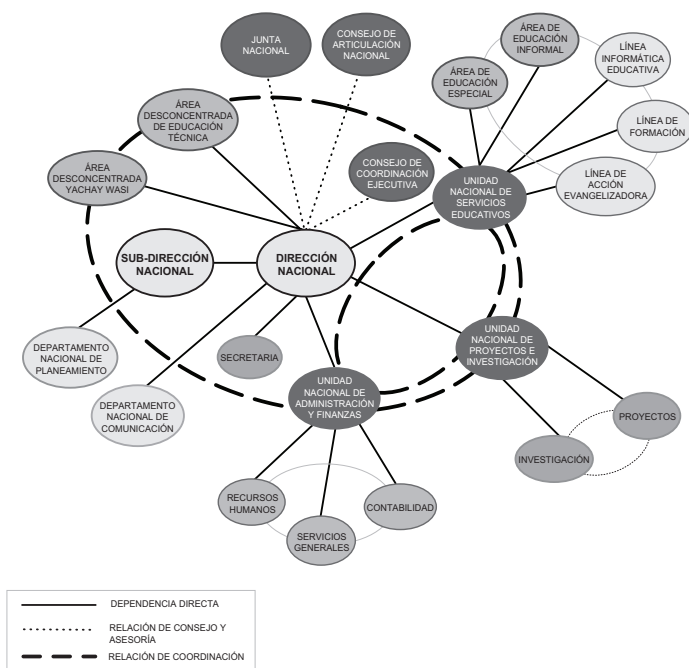 JUNTA
NACIONAL
CONSEJO DE
ARTICULACIÓN
NACIONAL
ÁREA DE
EDUCACIÓN
INFORMAL
ÁREA DE
EDUCACIÓN
ESPECIAL
LÍNEA
INFORMÁTICA
EDUCATIVA
LÍNEA DE
FORMACIÓN
LÍNEA DE
ACCIÓN
EVANGELIZADORA
ÁREA
DESCONCENTRADA
DE EDUCACIÓN
TÉCNICA
ÁREA
DESCONCENTRADA
YACHAY WASI
CONSEJO DE
COORDINACIÓN
EJECUTIVA
UNIDAD
NACIONAL DE
SERVICIOS
EDUCATIVOS
SUB-DIRECCIÓN
NACIONAL
DIRECCIÓN
NACIONAL
DEPARTAMENTO
NACIONAL DE
PLANEAMIENTO
SECRETARIA
UNIDAD
NACIONAL DE
PROYECTOS E
INVESTIGACIÓN
DEPARTAMENTO
NACIONAL DE
COMUNICACIÓN
UNIDAD
NACIONAL DE
ADMINISTRACIÓN
Y FINANZAS
PROYECTOS
INVESTIGACIÓN
RECURSOS
HUMANOS
SERVICIOS
GENERALES
CONTABILIDAD
DEPENDENCIA DIRECTA
RELACIÓN DE CONSEJO Y
ASESORÍA
RELACIÓN DE COORDINACIÓN